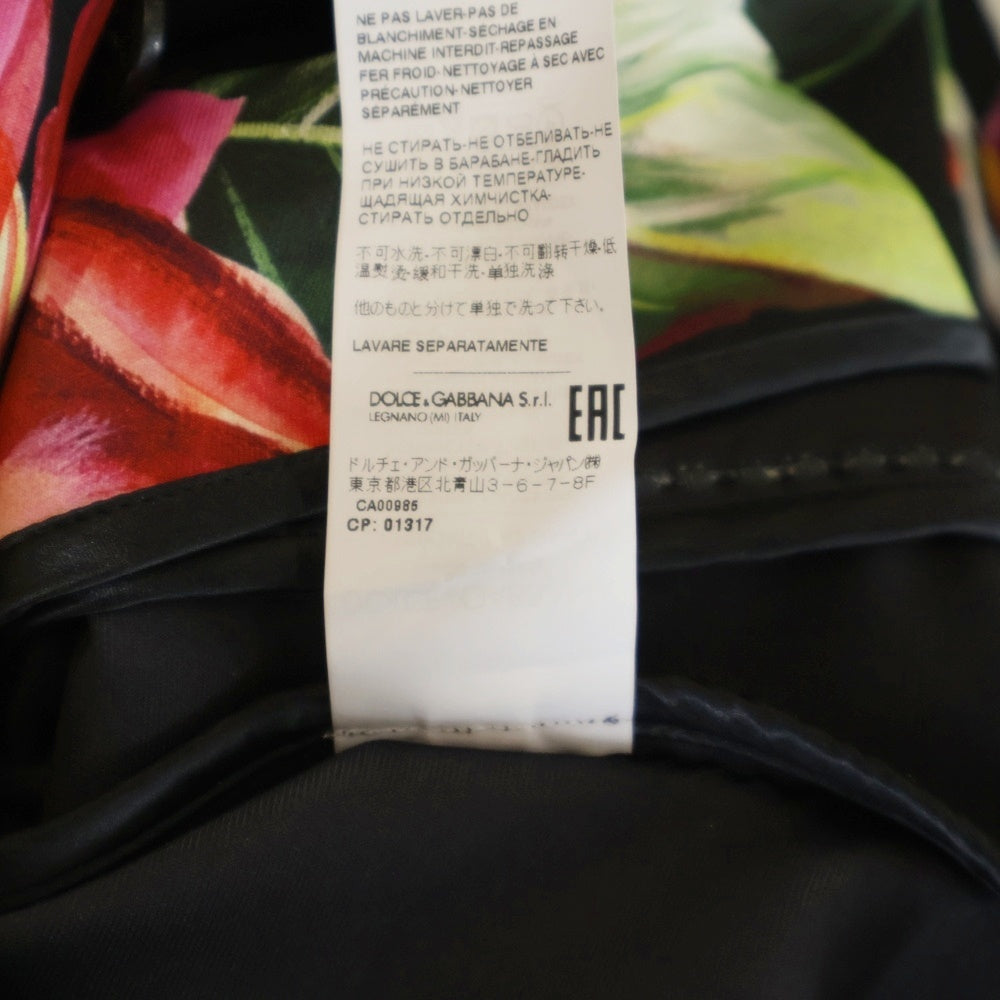 NE PAS LAVER-PAS DE
BLANCHIMENT-SÉCHAGE EN
MACHINE INTERDIT-REPASSAGE
FER FROID-NETTOYAGE À SEC AVEC
PRÉCAUTION-NETTOYER
SÉPARÉMENT
НЕ СТИРАТЬ-НЕ ОТБЕЛИВАТЬ-НЕ
СУШИТЬ В БАРАБАНЕ-ГЛАДИТЬ
ПРИ НИЗКОЙ ТЕМПЕРАТУРЕ-
ЩАДЯЩАЯ ХИМЧИСТКА-
СТИРАТЬ ОТДЕЛЬНО
不可水洗-不可漂白-不可翻转干燥-低
温熨烫-緩和干洗-单独洗涤
他のものと分けて単独で洗って下さい。
LAVARE SEPARATAMENTE
DOLCE & GABBANA S.r.l.
LEGNANO (MI) ITALY
EAC
ドルチェ・アンド・ガッバーナ・ジャパン㈱
東京都港区北青山3-6-7-8F
CA00985
CP: 01317